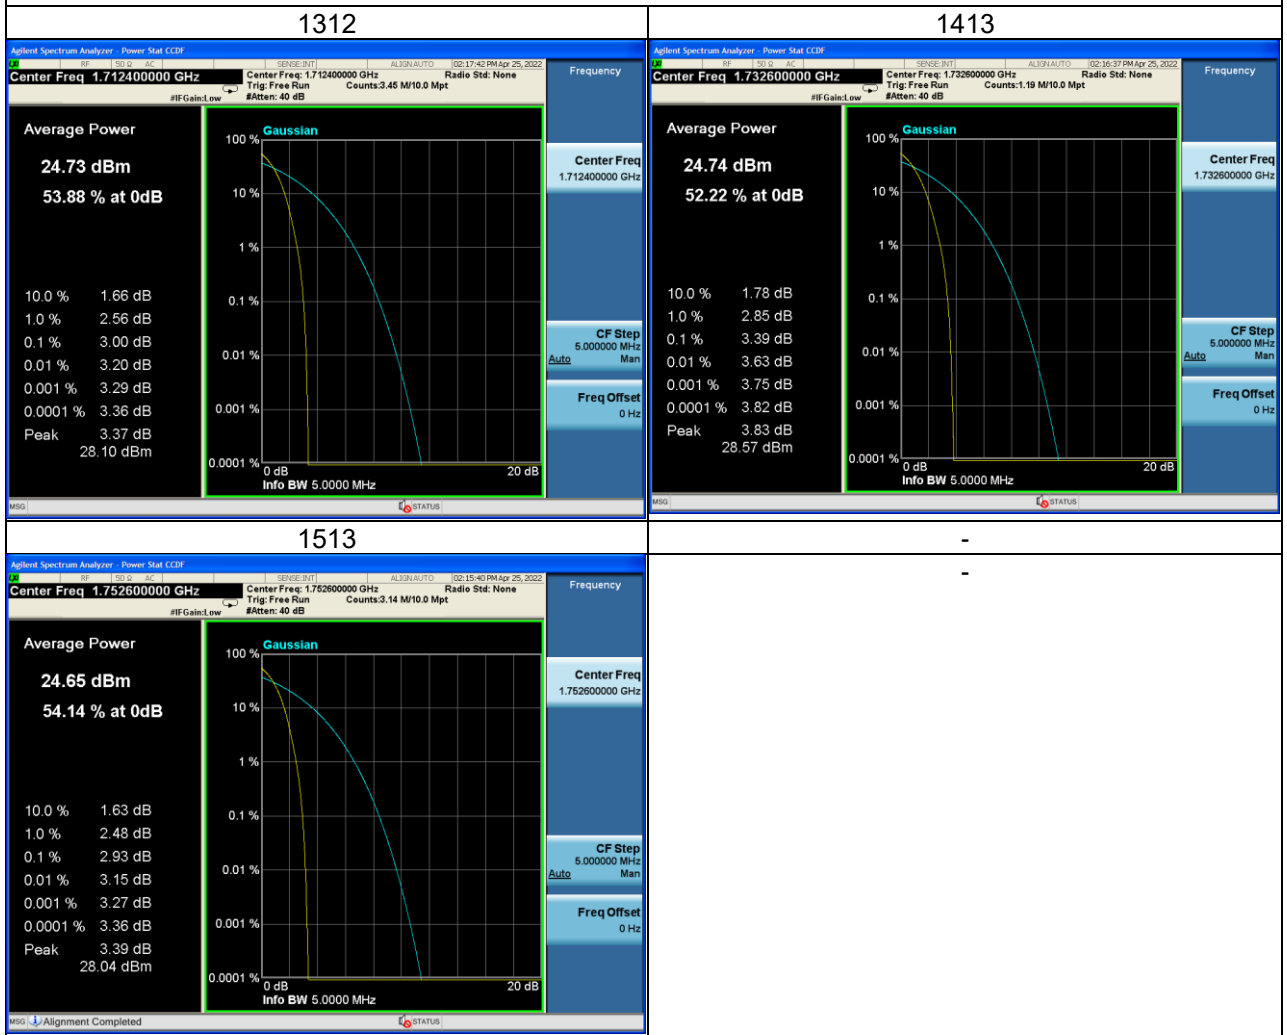 1312
1413
Agilent Spectrum Analyzer - Power Stat CCDF
RF 50 Ω AC SENSE:INT ALIGN AUTO 02:17:42 PM Apr 25, 2022
Center Freq 1.712400000 GHz
Center Freq: 1.712400000 GHz Radio Std: None
Trig: Free Run Counts:3.45 M/10.0 Mpt
#IFGain:Low #Atten: 40 dB
Frequency
Average Power
24.73 dBm
53.88 % at 0dB
10.0 % 1.66 dB
1.0 % 2.56 dB
0.1 % 3.00 dB
0.01 % 3.20 dB
0.001 % 3.29 dB
0.0001 % 3.36 dB
Peak 3.37 dB
28.10 dBm
Gaussian
100 %
10 %
1 %
0.1 %
0.01 %
0.001 %
0.0001 %
0 dB 20 dB
Info BW 5.0000 MHz
Center Freq
1.712400000 GHz
CF Step
5.000000 MHz
Auto Man
Freq Offset
0 Hz
MSG STATUS
Agilent Spectrum Analyzer - Power Stat CCDF
RF 50 Ω AC SENSE:INT ALIGN AUTO 02:16:37 PM Apr 25, 2022
Center Freq 1.732600000 GHz
Center Freq: 1.732600000 GHz Radio Std: None
Trig: Free Run Counts:1.19 M/10.0 Mpt
#IFGain:Low #Atten: 40 dB
Frequency
Average Power
24.74 dBm
52.22 % at 0dB
10.0 % 1.78 dB
1.0 % 2.85 dB
0.1 % 3.39 dB
0.01 % 3.63 dB
0.001 % 3.75 dB
0.0001 % 3.82 dB
Peak 3.83 dB
28.57 dBm
Gaussian
100 %
10 %
1 %
0.1 %
0.01 %
0.001 %
0.0001 %
0 dB 20 dB
Info BW 5.0000 MHz
Center Freq
1.732600000 GHz
CF Step
5.000000 MHz
Auto Man
Freq Offset
0 Hz
MSG STATUS
1513
-
Agilent Spectrum Analyzer - Power Stat CCDF
RF 50 Ω AC SENSE:INT ALIGN AUTO 02:15:40 PM Apr 25, 2022
Center Freq 1.752600000 GHz
Center Freq: 1.752600000 GHz Radio Std: None
Trig: Free Run Counts:3.14 M/10.0 Mpt
#IFGain:Low #Atten: 40 dB
Frequency
Average Power
24.65 dBm
54.14 % at 0dB
10.0 % 1.63 dB
1.0 % 2.48 dB
0.1 % 2.93 dB
0.01 % 3.15 dB
0.001 % 3.27 dB
0.0001 % 3.36 dB
Peak 3.39 dB
28.04 dBm
Gaussian
100 %
10 %
1 %
0.1 %
0.01 %
0.001 %
0.0001 %
0 dB 20 dB
Info BW 5.0000 MHz
Center Freq
1.752600000 GHz
CF Step
5.000000 MHz
Auto Man
Freq Offset
0 Hz
MSG Alignment Completed STATUS
-